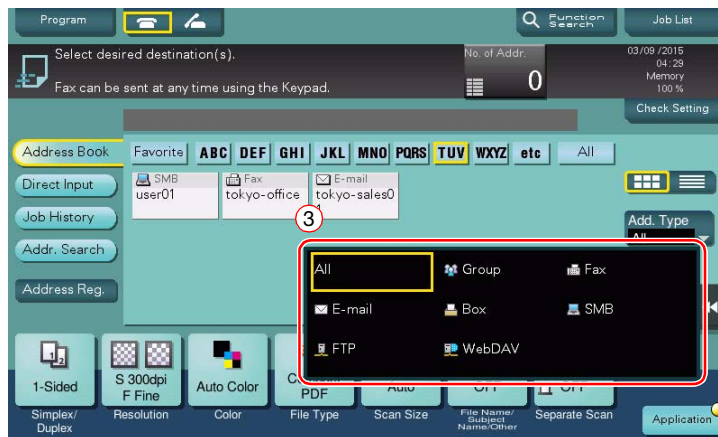 Program
Function
Search
Job List
Select desired destination(s).
Fax can be sent at any time using the Keypad.
No. of Addr.
0
03/09 /2015
04:29
Memory
100 %
Check Setting
Address Book
Favorite ABC DEF GHI JKL MNO PQRS TUV WXYZ etc All
Direct Input
Job History
Addr. Search
Address Reg.
SMB
user01
Fax
tokyo-office
E-mail
tokyo-sales0
3
Add. Type
All
All
Group
Fax
E-mail
Box
SMB
FTP
WebDAV
1-Sided
S 300dpi
F Fine
Auto Color
PDF
Auto
OFF
OFF
Simplex/
Duplex
Resolution
Color
File Type
Scan Size
File Name/
Subject
Name/Other
Separate Scan
Application